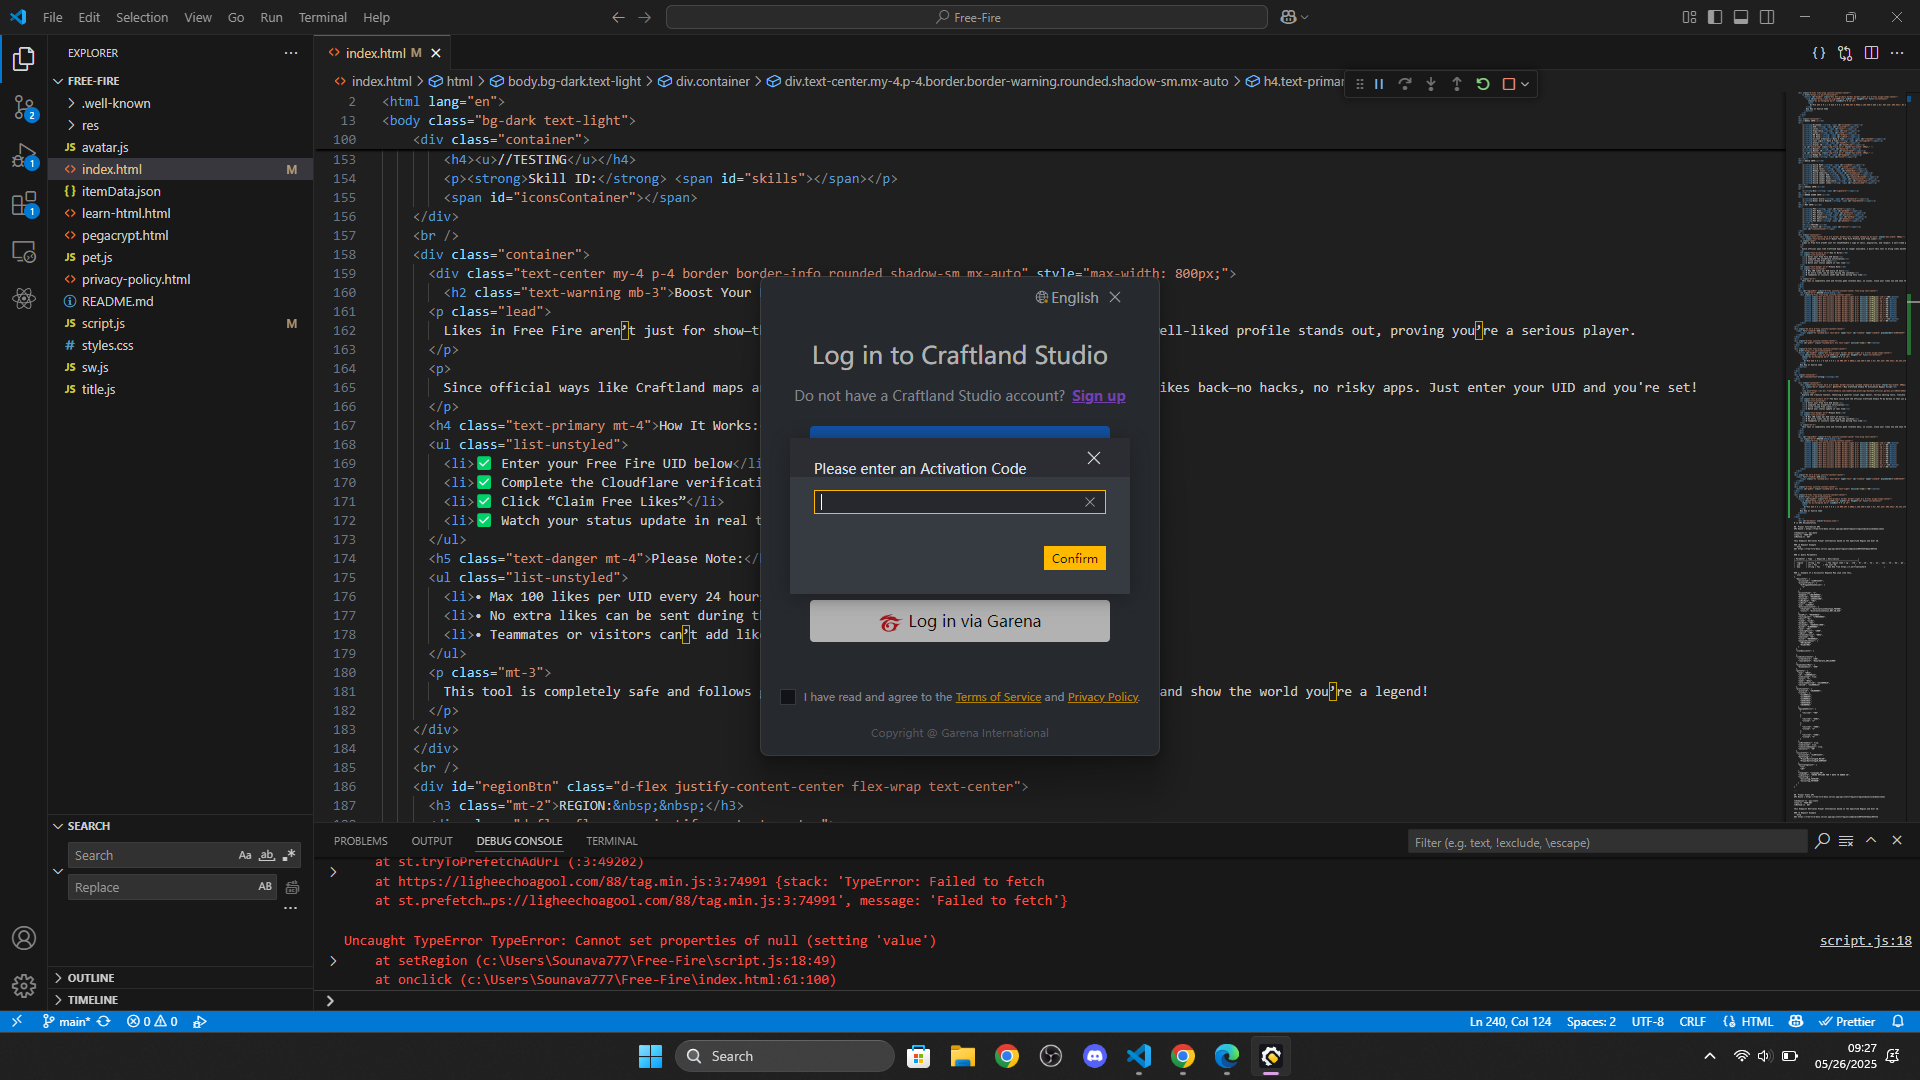 File Edit Selection View Go Run Terminal Help
Free-Fire
EXPLORER
index.html M
FREE-FIRE
.well-known
res
avatar.js
index.html M
itemData.json
learn-html.html
pegacrypt.html
pet.js
privacy-policy.html
README.md
script.js M
styles.css
sw.js
title.js
SEARCH
Search
Replace
OUTLINE
TIMELINE
index.html > html > body.bg-dark.text-light > div.container > div.text-center.my-4.p-4.border.border-warning.rounded.shadow-sm.mx-auto > h4.text-primar
2 <html lang="en">
13 <body class="bg-dark text-light">
100 <div class="container">
153 <h4><u>//TESTING</u></h4>
154 <p><strong>Skill ID:</strong> <span id="skills"></span></p>
155 <span id="iconsContainer"></span>
156 </div>
157 <br />
158 <div class="container">
159 <div class="text-center my-4 p-4 border border-info rounded shadow-sm mx-auto" style="max-width: 800px;">
160 <h2 class="text-warning mb-3">Boost Your
161 <p class="lead">
162 Likes in Free Fire aren’t just for show—t ell-liked profile stands out, proving you’re a serious player.
163 </p>
164 <p>
165 Since official ways like Craftland maps a ikes back—no hacks, no risky apps. Just enter your UID and you're set!
166 </p>
167 <h4 class="text-primary mt-4">How It Works:
168 <ul class="list-unstyled">
169 <li>✅ Enter your Free Fire UID below</li
170 <li>✅ Complete the Cloudflare verificati
171 <li>✅ Click “Claim Free Likes”</li>
172 <li>✅ Watch your status update in real t
173 </ul>
174 <h5 class="text-danger mt-4">Please Note:</
175 <ul class="list-unstyled">
176 <li>• Max 100 likes per UID every 24 hour
177 <li>• No extra likes can be sent during t
178 <li>• Teammates or visitors can’t add lik
179 </ul>
180 <p class="mt-3">
181 This tool is completely safe and follows and show the world you’re a legend!
182 </p>
183 </div>
184 </div>
185 <br />
186 <div id="regionBtn" class="d-flex justify-content-center flex-wrap text-center">
187 <h3 class="mt-2">REGION:&nbsp;&nbsp;</h3>
English
Log in to Craftland Studio
Do not have a Craftland Studio account? Sign up
Please enter an Activation Code
Confirm
Log in via Garena
I have read and agree to the Terms of Service and Privacy Policy.
Copyright @ Garena International
PROBLEMS OUTPUT DEBUG CONSOLE TERMINAL
Filter (e.g. text, !exclude, \escape)
at st.tryToPrefetchAdUrl (:3:49202)
at https://ligheechoagool.com/88/tag.min.js:3:74991 {stack: 'TypeError: Failed to fetch
at st.prefetch…ps://ligheechoagool.com/88/tag.min.js:3:74991', message: 'Failed to fetch'}
Uncaught TypeError TypeError: Cannot set properties of null (setting 'value') script.js:18
at setRegion (c:\Users\Sounava777\Free-Fire\script.js:18:49)
at onclick (c:\Users\Sounava777\Free-Fire\index.html:61:100)
main* 0 0 Ln 240, Col 124 Spaces: 2 UTF-8 CRLF HTML Prettier
Search
09:27
05/26/2025